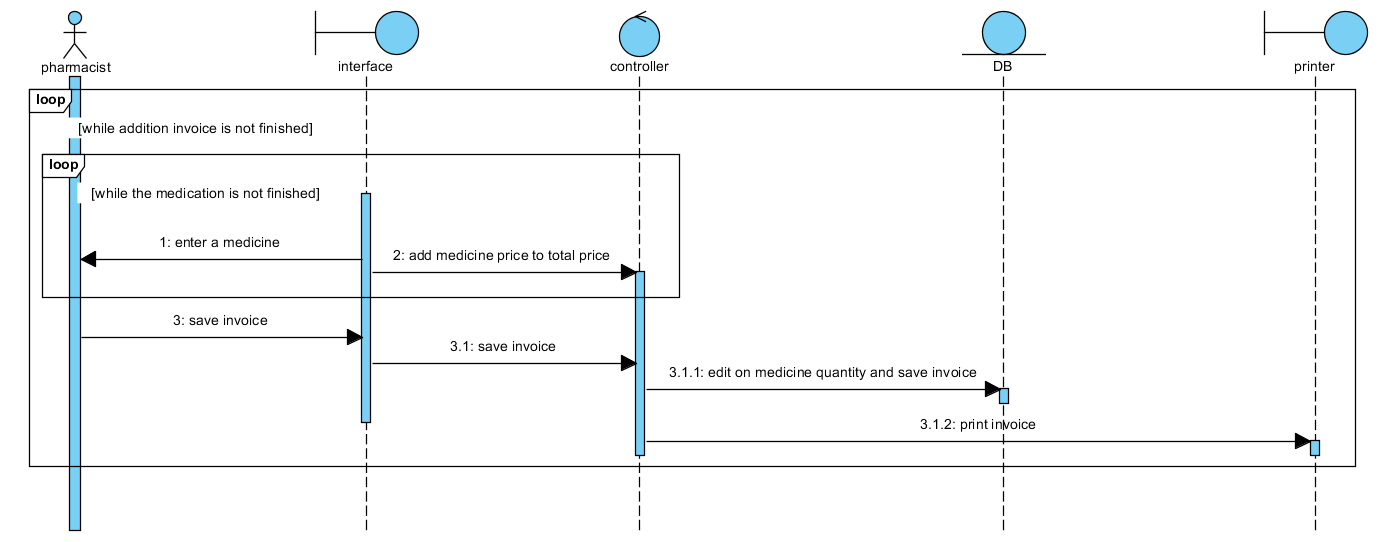 pharmacist
interface
controller
DB
printer
loop
[while addition invoice is not finished]
loop
[while the medication is not finished]
1: enter a medicine
2: add medicine price to total price
3: save invoice
3.1: save invoice
3.1.1: edit on medicine quantity and save invoice
3.1.2: print invoice